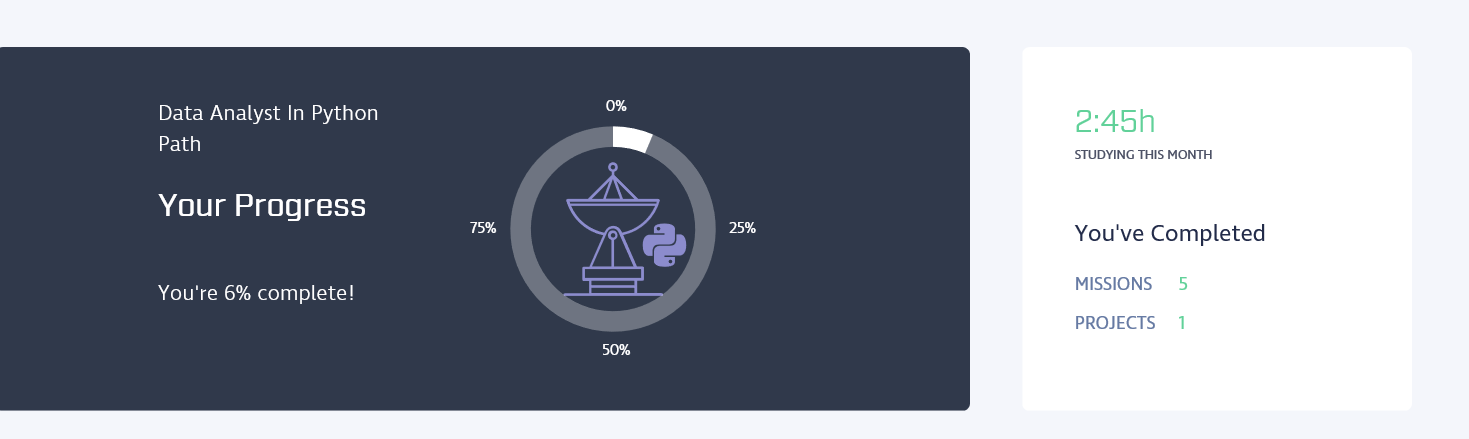 Data Analyst In Python
Path
Your Progress
You're 6% complete!
0%
25%
50%
75%
2:45h
STUDYING THIS MONTH
You've Completed
MISSIONS 5
PROJECTS 1